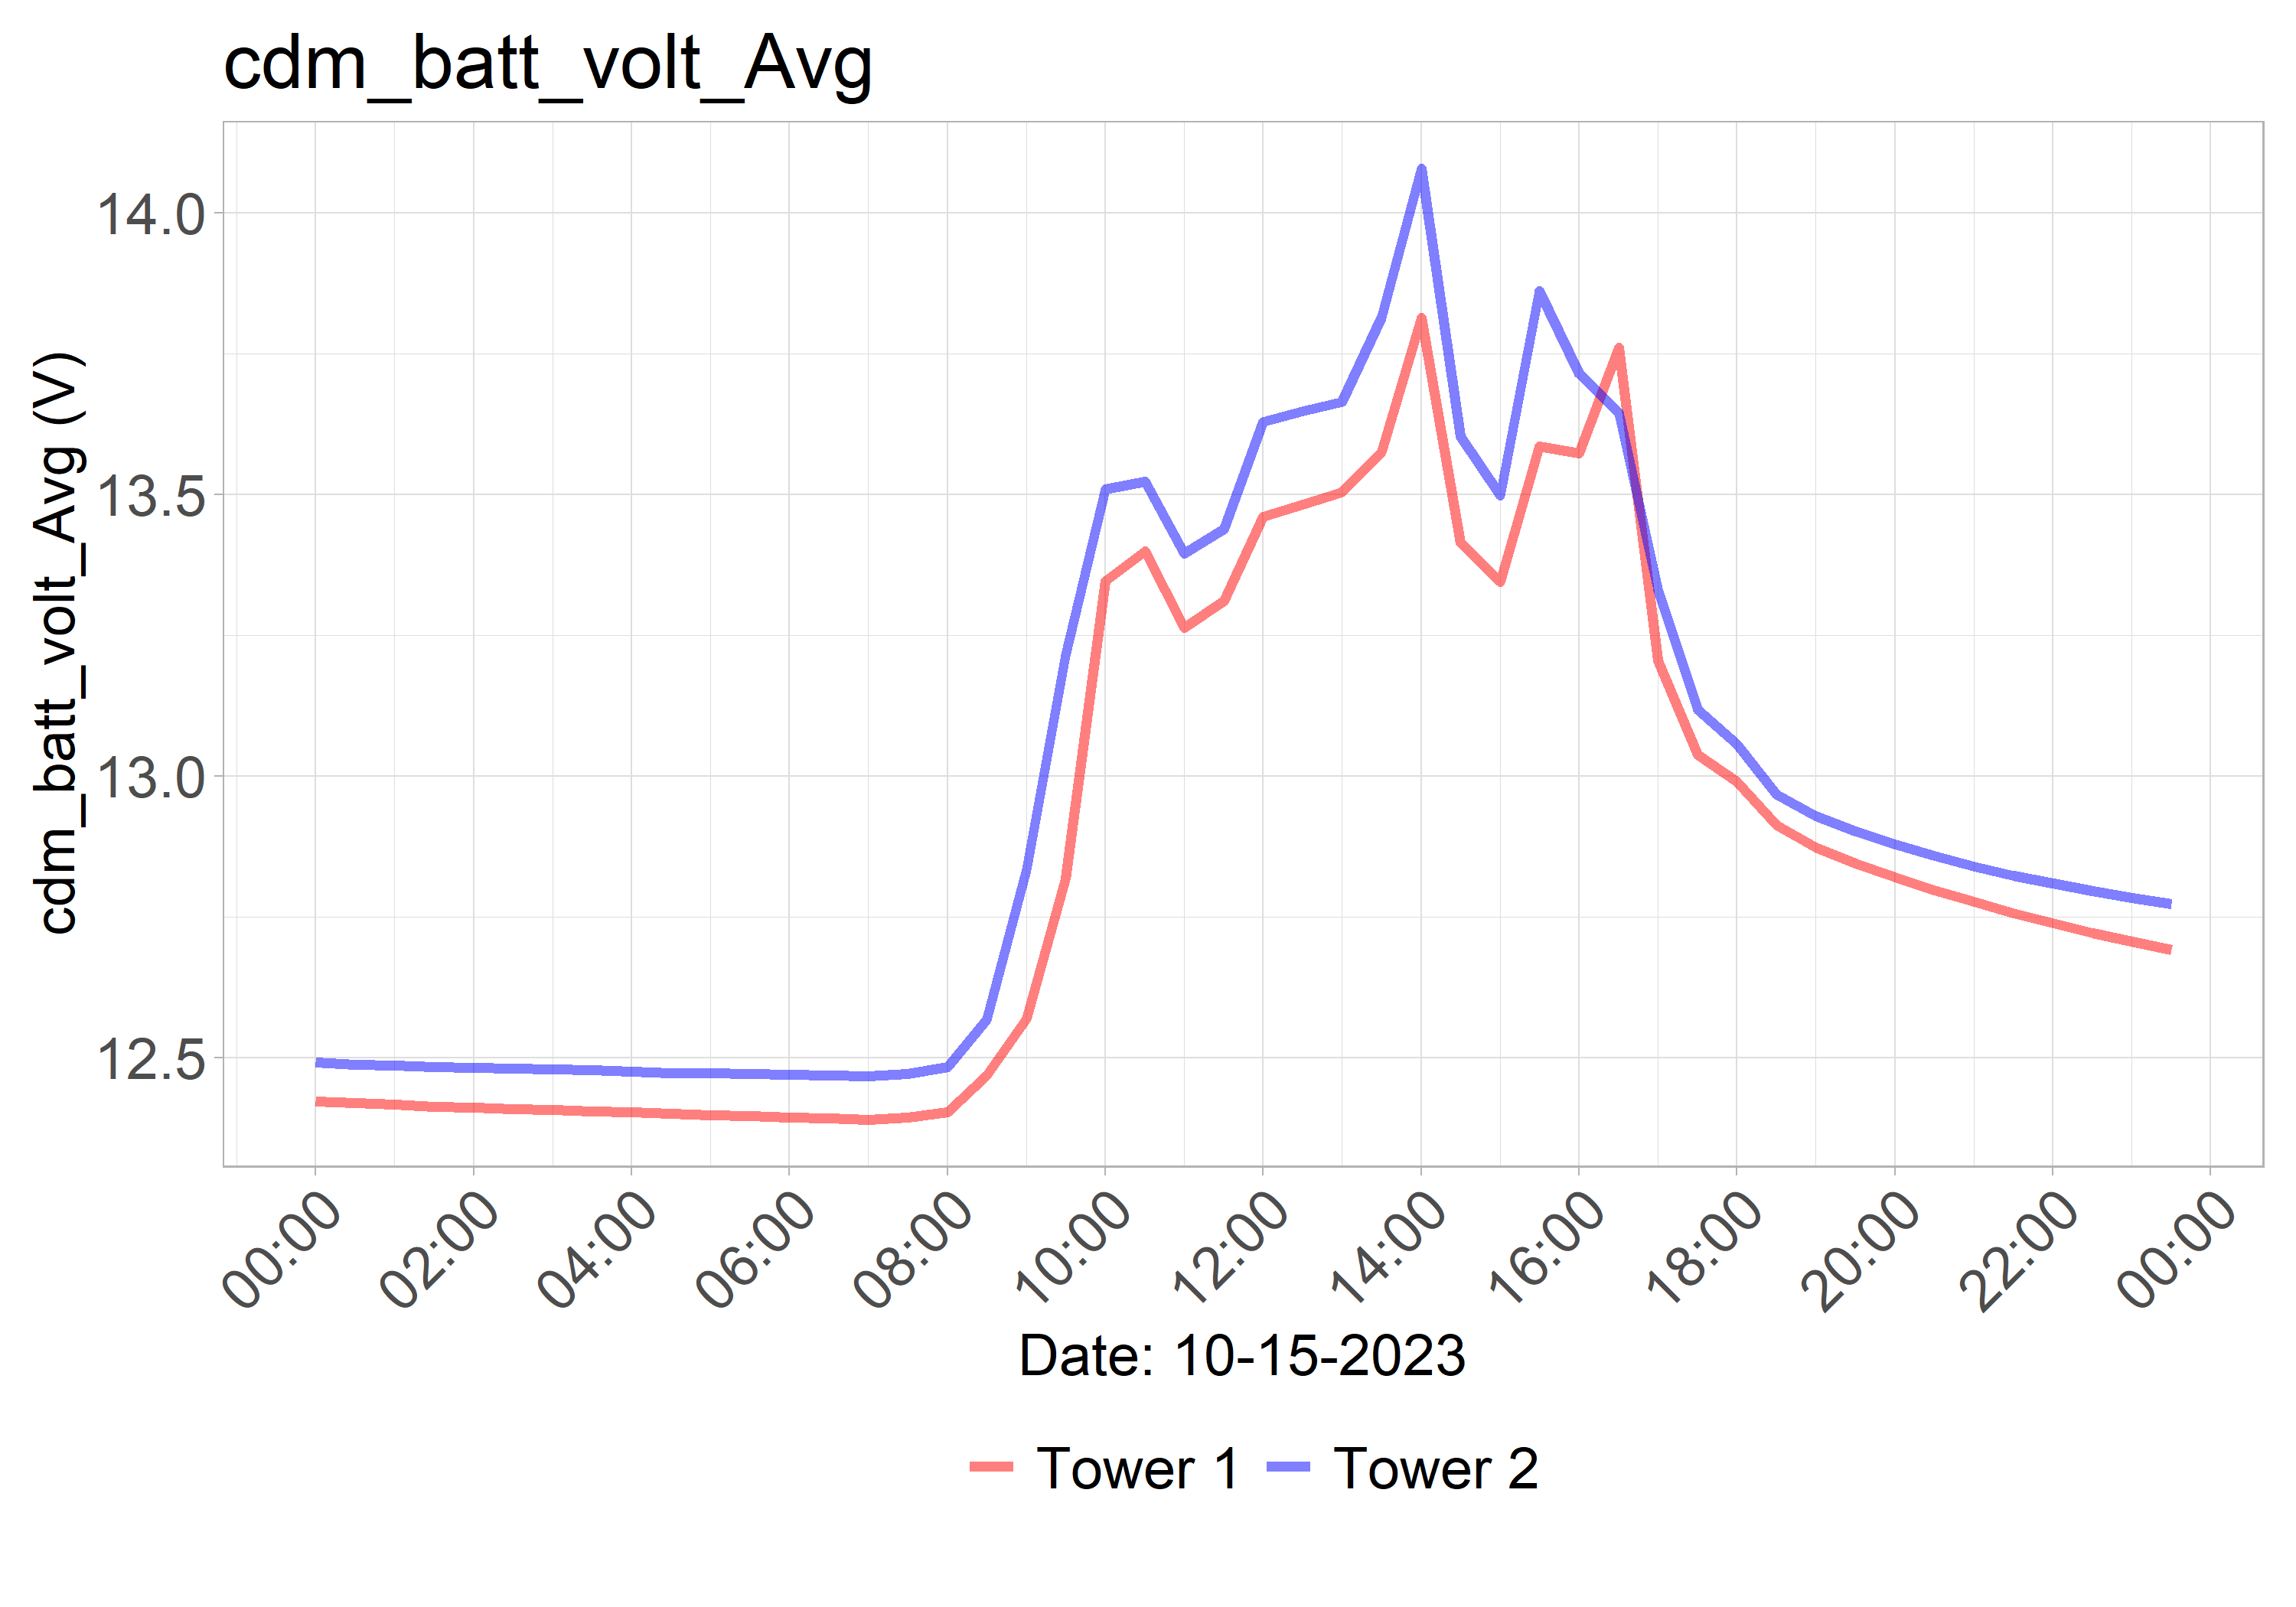 cdm_batt_volt_Avg
cdm_batt_volt_Avg (V)
14.0
13.5
13.0
12.5
00:00 02:00 04:00 06:00 08:00 10:00 12:00 14:00 16:00 18:00 20:00 22:00 00:00
Date: 10-15-2023
Tower 1 Tower 2